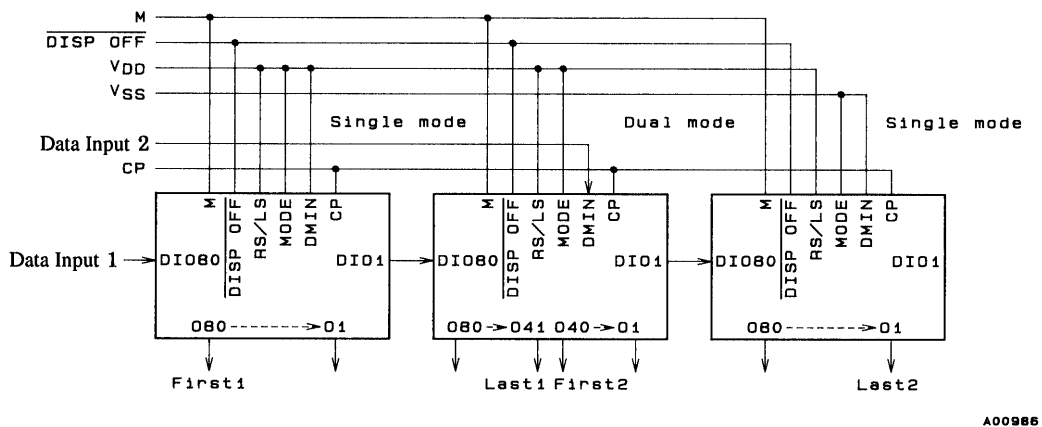 M
DISP OFF
VDD
VSS
Single mode Dual mode Single mode
Data Input 2
CP
M DISP OFF RS/LS MODE DMIN CP
M DISP OFF RS/LS MODE DMIN CP
M DISP OFF RS/LS MODE DMIN CP
Data Input 1 DIO80 DIO1 DIO80 DIO1 DIO80 DIO1
O80 O1 O80 O41 O40 O1 O80 O1
First1 Last1 First2 Last2
A00986